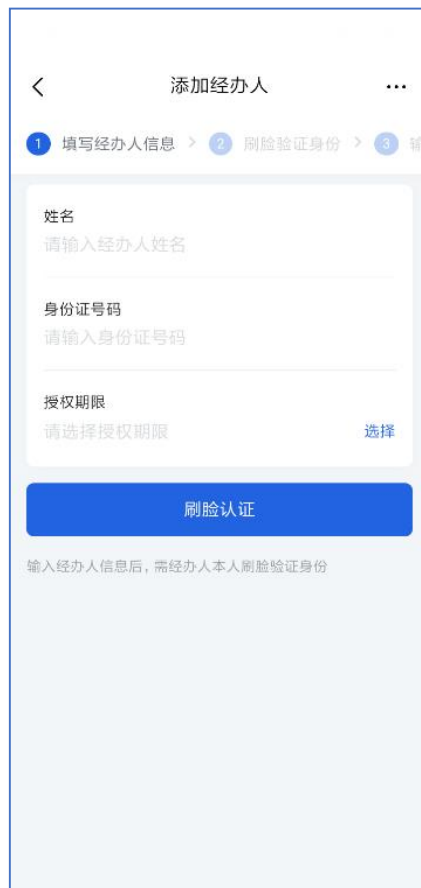 添加经办人
1 填写经办人信息 > 2 刷脸验证身份 > 3
姓名
请输入经办人姓名
身份证号码
请输入身份证号码
授权期限
请选择授权期限 选择
刷脸认证
输入经办人信息后，需经办人本人刷脸验证身份